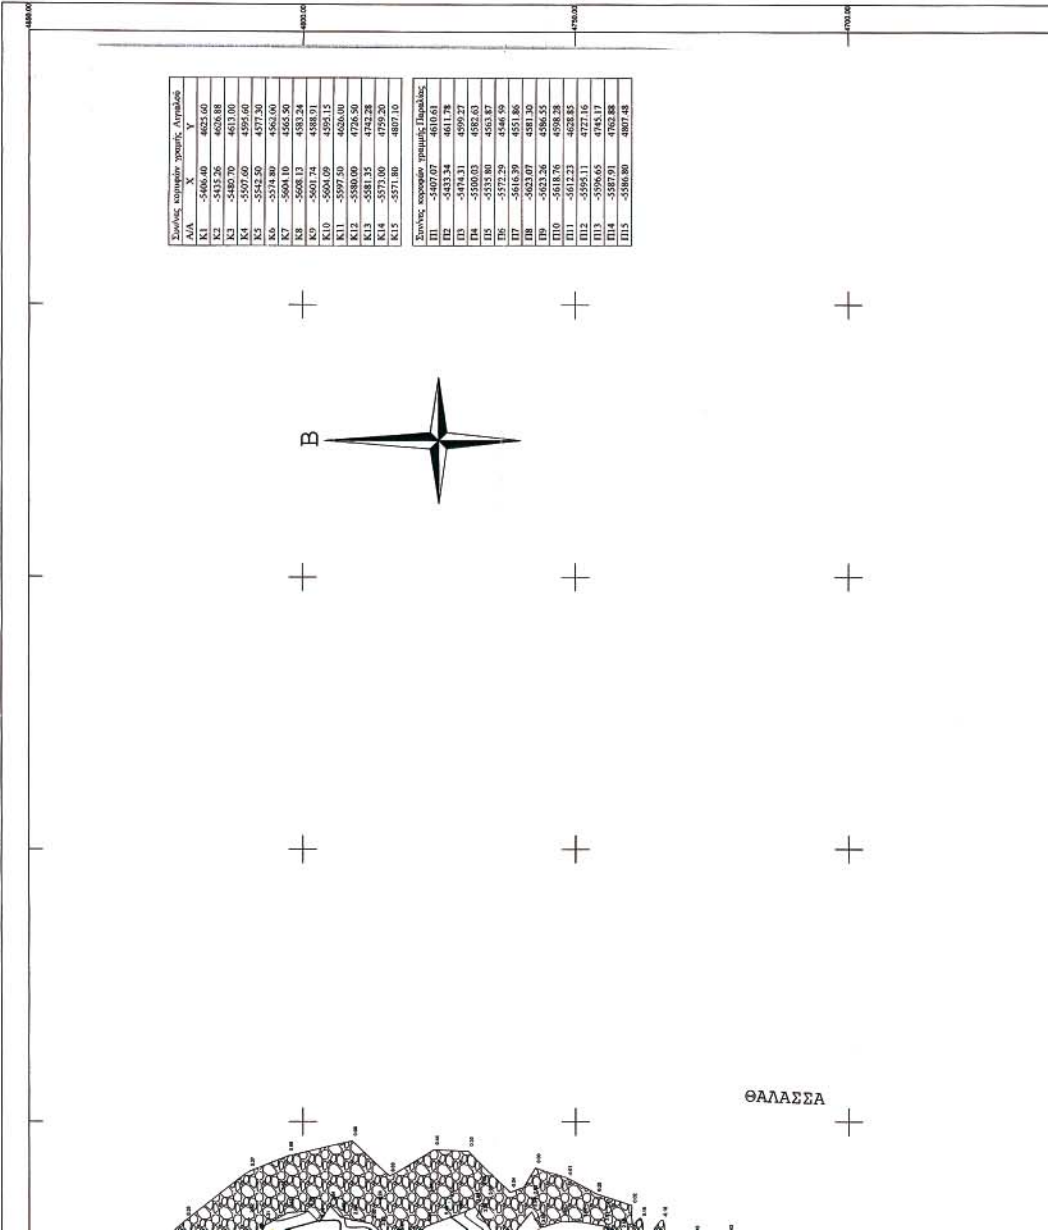 4850.00
4800.00
4750.00
4700.00
Συν/νες κορυφών γραμμής Αιγιαλού
Α/Α X Y
Κ1 -5406.40 4625.60
Κ2 -5435.26 4626.88
Κ3 -5480.70 4613.00
Κ4 -5507.60 4595.60
Κ5 -5542.50 4577.30
Κ6 -5574.80 4562.00
Κ7 -5604.10 4565.50
Κ8 -5608.13 4583.24
Κ9 -5601.74 4588.91
Κ10 -5604.09 4595.15
Κ11 -5597.50 4626.00
Κ12 -5580.00 4726.50
Κ13 -5581.35 4742.28
Κ14 -5573.00 4759.20
Κ15 -5571.80 4807.10
Συν/νες κορυφών γραμμής Παραλίας
Π1 -5407.07 4610.61
Π2 -5433.34 4611.78
Π3 -5474.31 4599.27
Π4 -5500.03 4582.63
Π5 -5535.80 4563.87
Π6 -5572.29 4546.59
Π7 -5616.39 4551.86
Π8 -5623.07 4581.30
Π9 -5623.26 4586.55
Π10 -5618.76 4598.28
Π11 -5612.23 4628.85
Π12 -5595.11 4727.16
Π13 -5596.65 4745.17
Π14 -5587.91 4762.88
Π15 -5586.80 4807.48
Β
ΘΑΛΑΣΣΑ